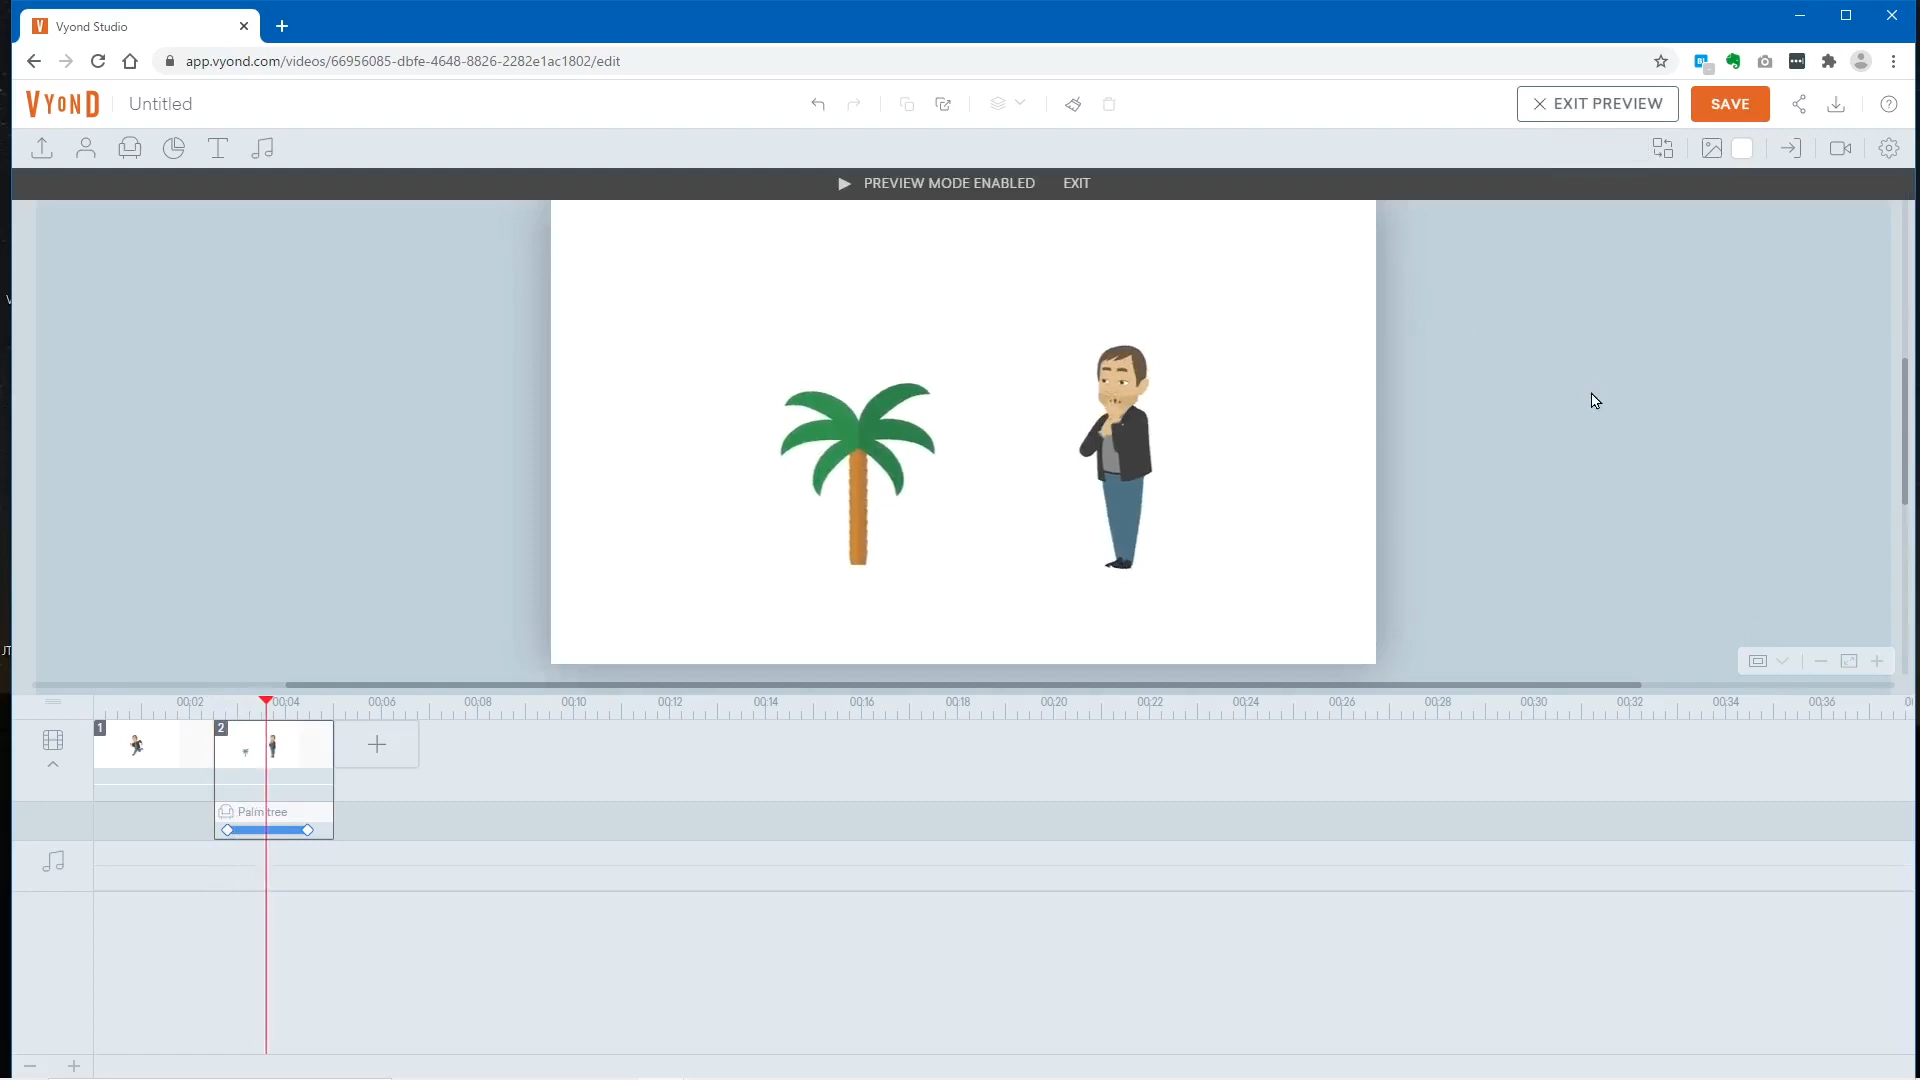 V Vyond Studio
app.vyond.com/videos/66956085-dbfe-4648-8826-2282e1ac1802/edit
VYOND Untitled EXIT PREVIEW SAVE
PREVIEW MODE ENABLED EXIT
JT
00:02 00:04 00:06 00:08 00:10 00:12 00:14 00:16 00:18 00:20 00:22 00:24 00:26 00:28 00:30 00:32 00:34 00:36
1 2
Palm tree